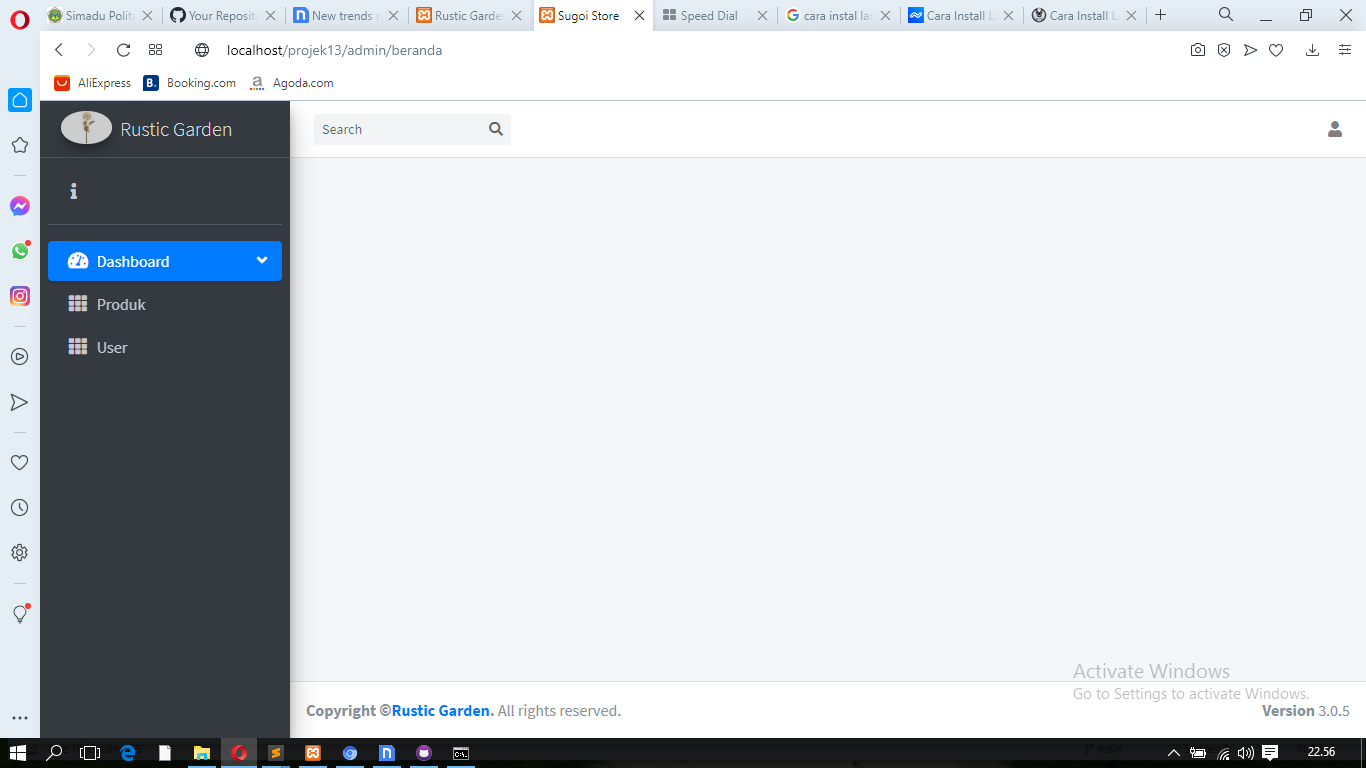 Simadu Polit
Your Reposit
New trends
Rustic Garde
Sugoi Store
Speed Dial
cara instal la
Cara Install L
Cara Install L
localhost/projek13/admin/beranda
AliExpress
B.
Booking.com
a
Agoda.com
Rustic Garden
Search
Dashboard
Produk
User
Activate Windows
Go to Settings to activate Windows.
Copyright ©Rustic Garden. All rights reserved.
Version 3.0.5
22.56